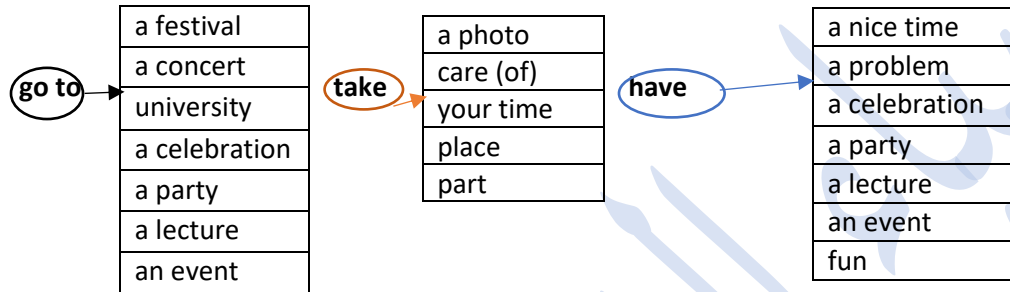 go to
a festival
a concert
university
a celebration
a party
a lecture
an event
take
a photo
care (of)
your time
place
part
have
a nice time
a problem
a celebration
a party
a lecture
an event
fun